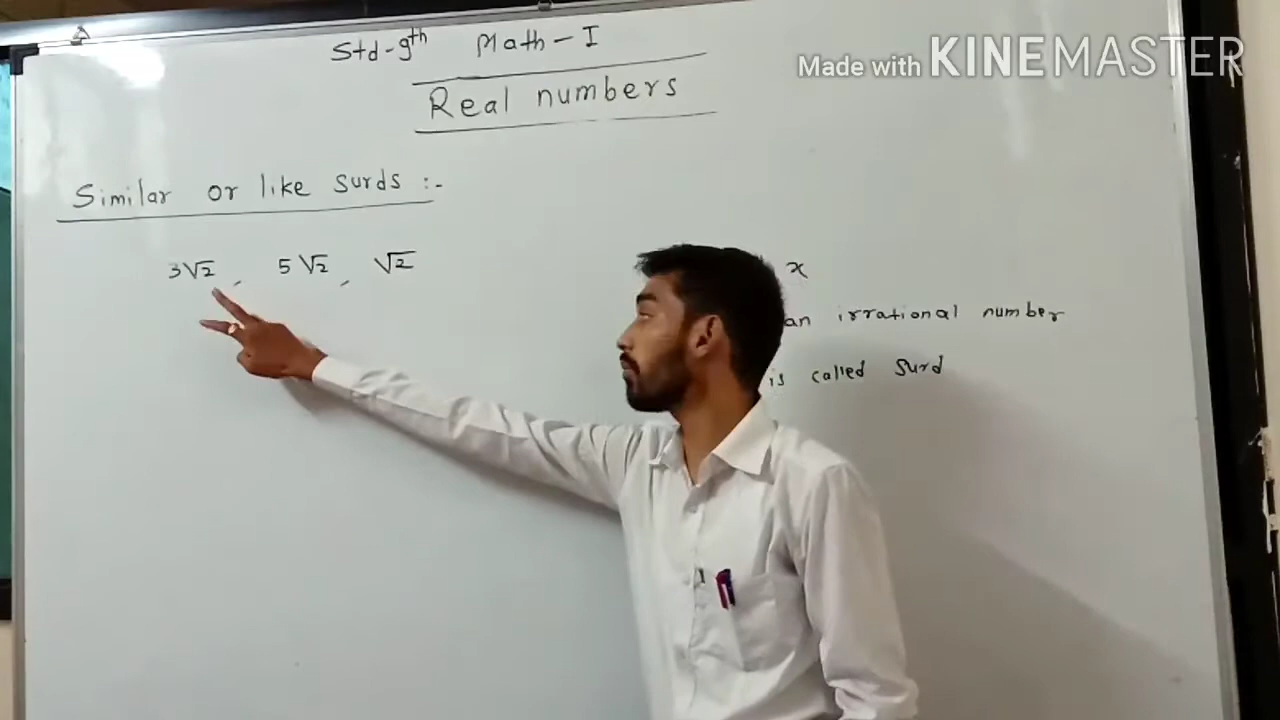 Std-9th Math-I
Made with KINEMASTER
Real numbers
Similar or like surds :-
3√2, 5√2, √2
x
an irrational number
is called surd